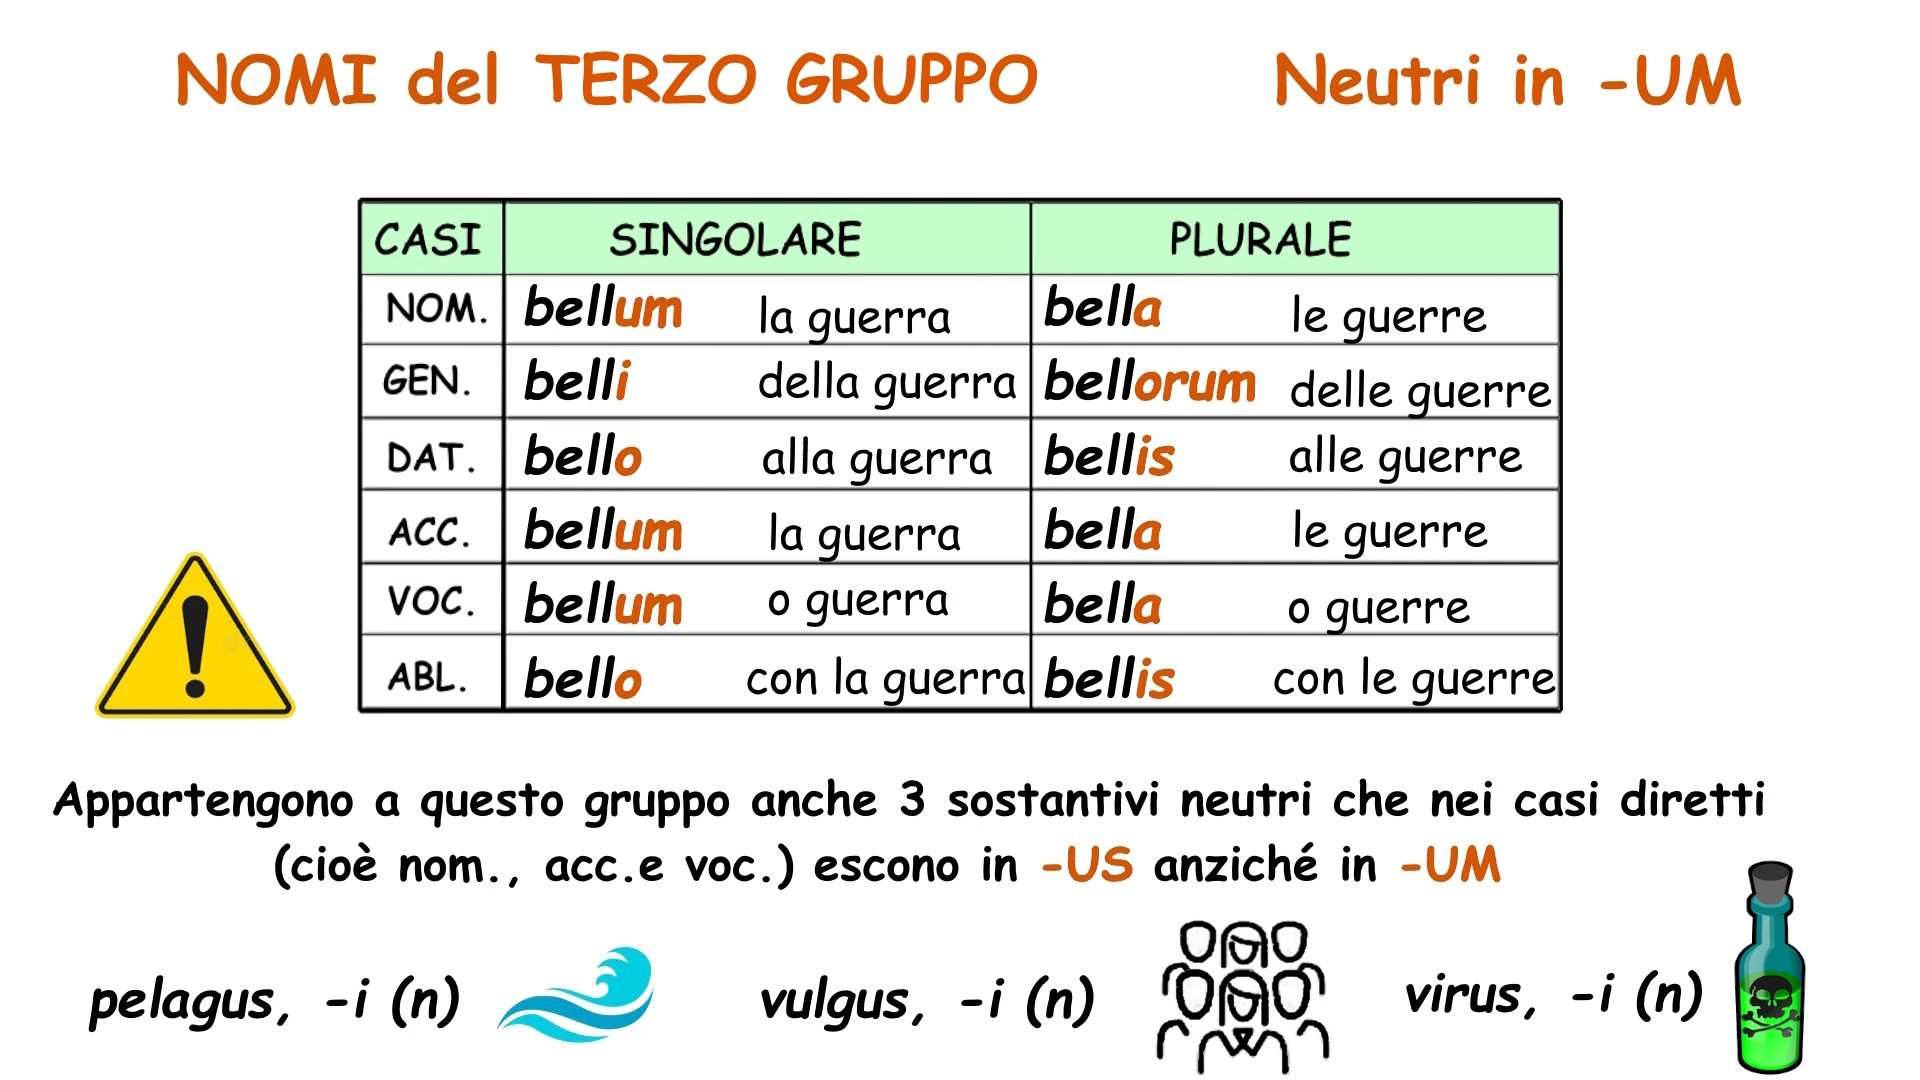 NOMI del TERZO GRUPPO Neutri in -UM
CASI SINGOLARE PLURALE
NOM. bellum la guerra bella le guerre
GEN. belli della guerra bellorum delle guerre
DAT. bello alla guerra bellis alle guerre
ACC. bellum la guerra bella le guerre
VOC. bellum o guerra bella o guerre
ABL. bello con la guerra bellis con le guerre
Appartengono a questo gruppo anche 3 sostantivi neutri che nei casi diretti
(cioè nom., acc.e voc.) escono in -US anziché in -UM
pelagus, -i (n) vulgus, -i (n) virus, -i (n)